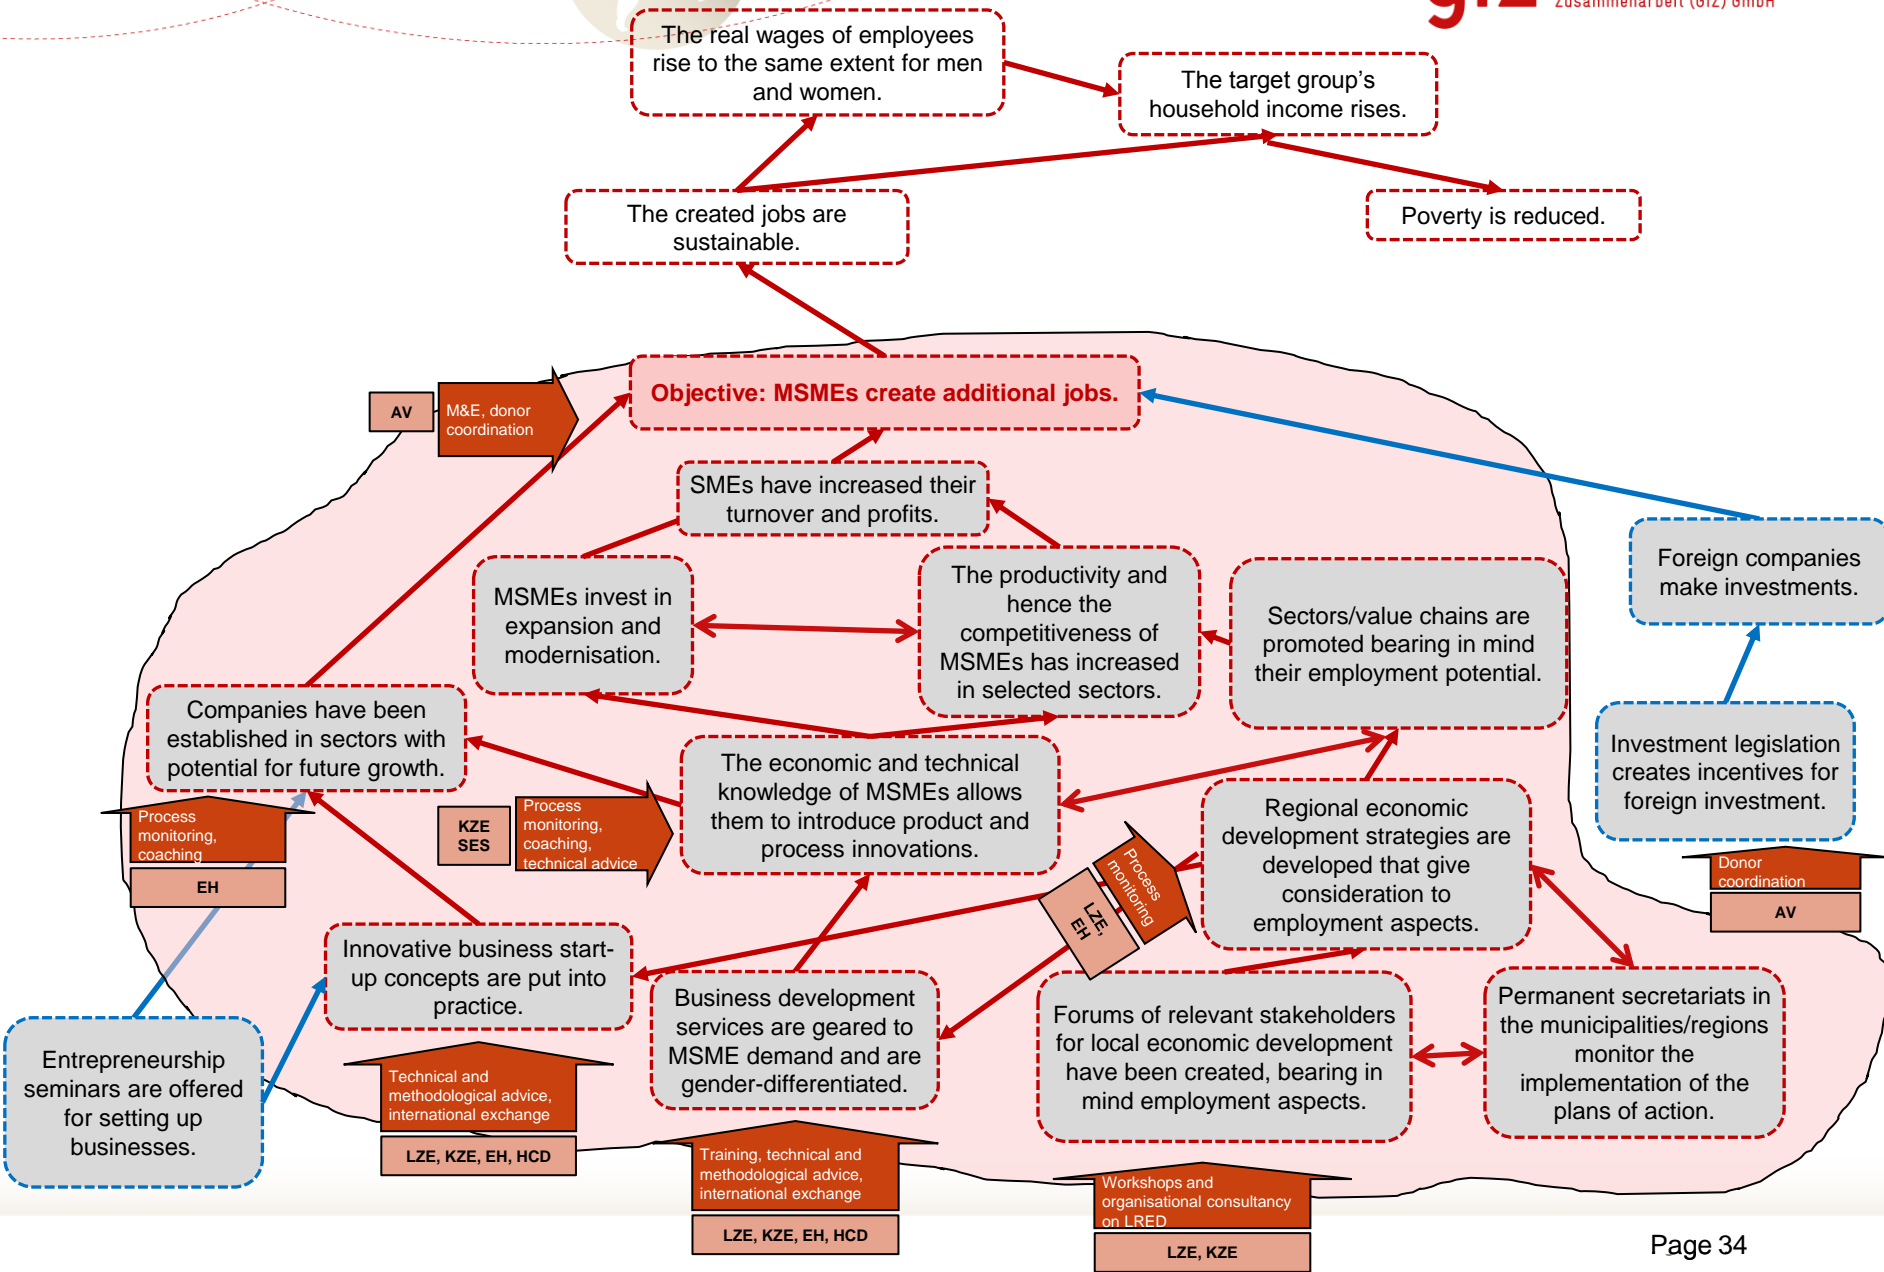 giz
Zusammenarbeit (GIZ) GmbH
The real wages of employees
rise to the same extent for men
and women.
The target group's
household income rises.
The created jobs are
sustainable.
Poverty is reduced.
Objective: MSMEs create additional jobs.
AV
M&E, donor
coordination
SMEs have increased their
turnover and profits.
Foreign companies
make investments.
MSMEs invest in
expansion and
modernisation.
The productivity and
hence the
competitiveness of
MSMEs has increased
in selected sectors.
Sectors/value chains are
promoted bearing in mind
their employment potential.
Companies have been
established in sectors with
potential for future growth.
Investment legislation
creates incentives for
foreign investment.
The economic and technical
knowledge of MSMEs allows
them to introduce product and
process innovations.
Regional economic
development strategies are
developed that give
consideration to
employment aspects.
Process
monitoring,
coaching
EH
KZE
SES
Process
monitoring,
coaching,
technical advice
Process
monitoring
LZE,
EH
Donor
coordination
AV
Innovative business start-
up concepts are put into
practice.
Business development
services are geared to
MSME demand and are
gender-differentiated.
Forums of relevant stakeholders
for local economic development
have been created, bearing in
mind employment aspects.
Permanent secretariats in
the municipalities/regions
monitor the
implementation of the
plans of action.
Entrepreneurship
seminars are offered
for setting up
businesses.
Technical and
methodological advice,
international exchange
LZE, KZE, EH, HCD
Training, technical and
methodological advice,
international exchange
LZE, KZE, EH, HCD
Workshops and
organisational consultancy
on LRED
LZE, KZE
Page 34